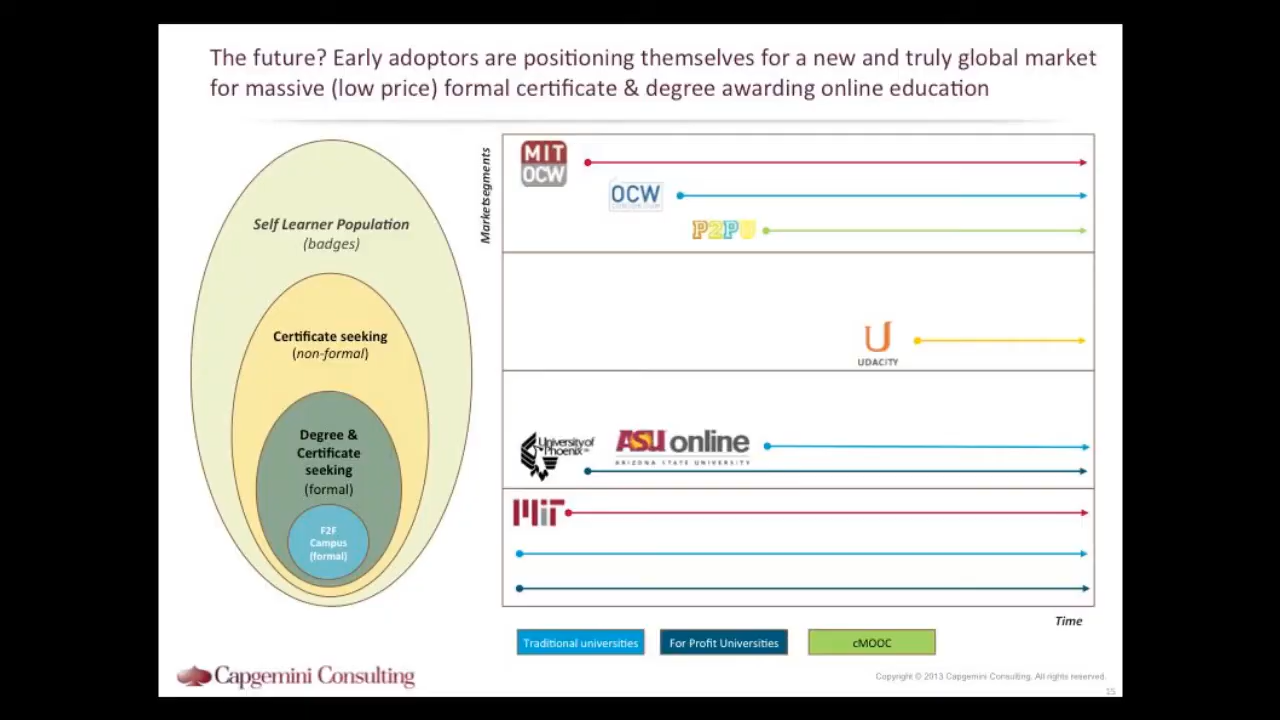 The future? Early adoptors are positioning themselves for a new and truly global market
for massive (low price) formal certificate & degree awarding online education
Self Learner Population
(badges)
Certificate seeking
(non-formal)
Degree &
Certificate
seeking
(formal)
F2F
Campus
(formal)
Marketsegments
MIT
OCW
OCW
P2PU
U
UDACITY
University of
Phoenix
ASU online
ARIZONA STATE UNIVERSITY
MIT
Time
Traditional universities
For Profit Universities
cMOOC
Capgemini Consulting
Copyright © 2013 Capgemini Consulting. All rights reserved.
15